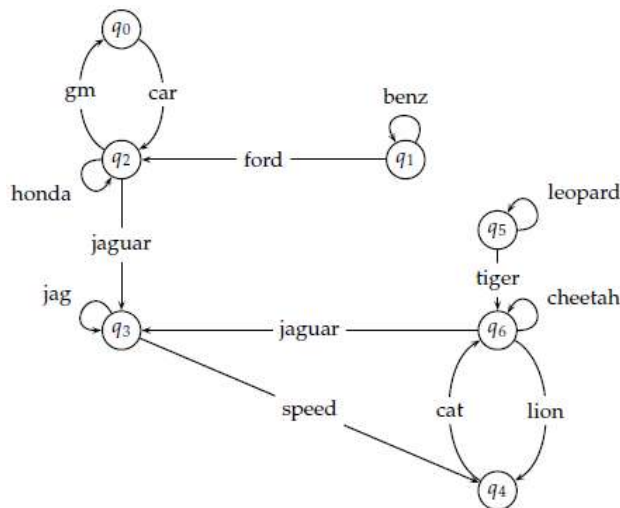 q0
gm car
benz
q2 ford q1
honda
leopard
q5
jaguar
tiger
jag cheetah
q3 jaguar q6
speed cat lion
q4